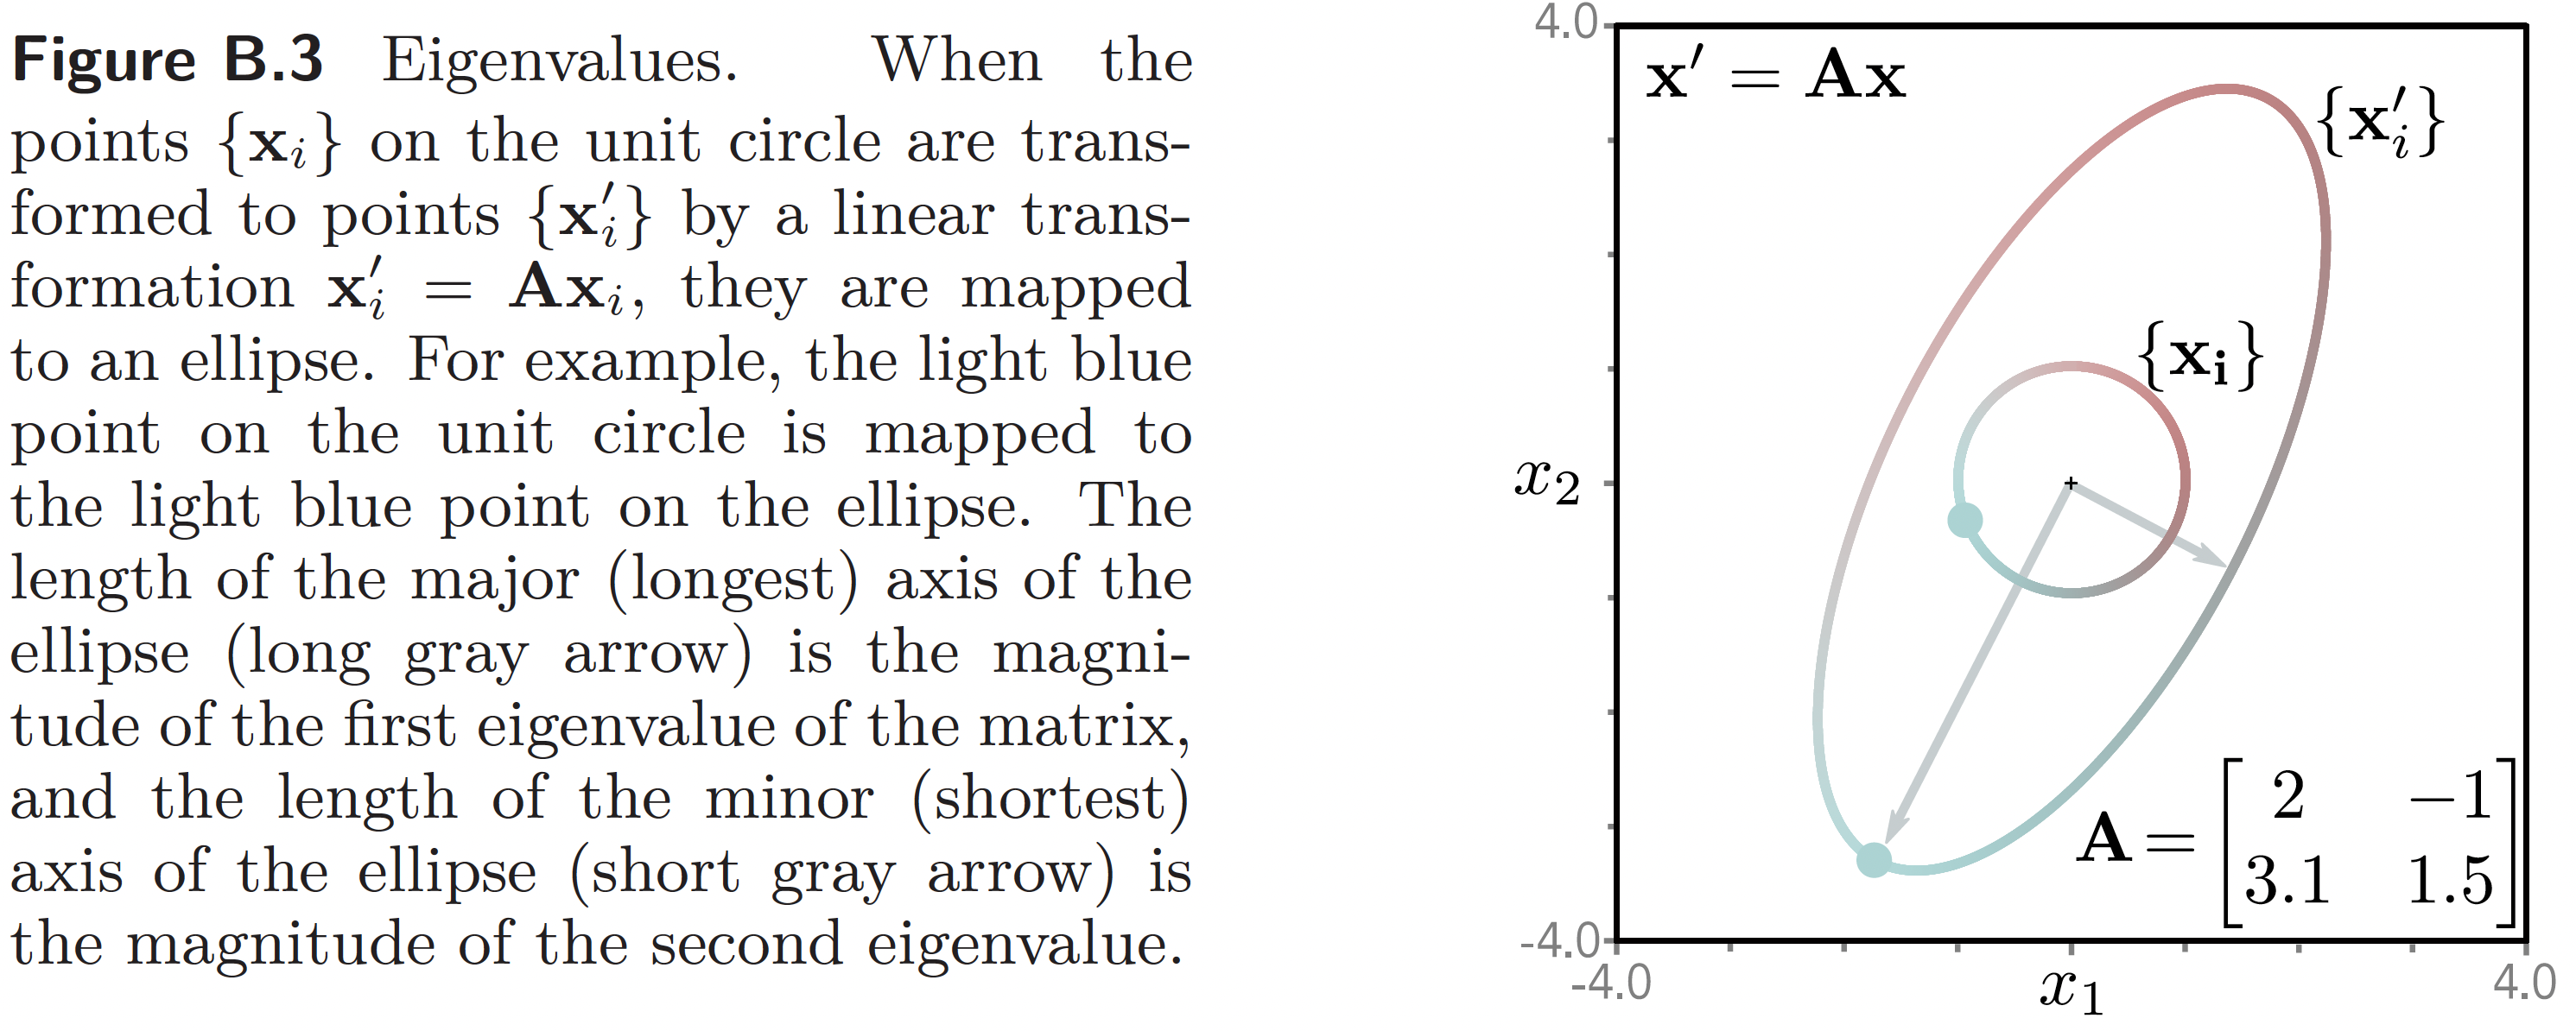 Figure B.3 Eigenvalues. When the
points {xᵢ} on the unit circle are trans-
formed to points {x′ᵢ} by a linear trans-
formation x′ᵢ = Axᵢ, they are mapped
to an ellipse. For example, the light blue
point on the unit circle is mapped to
the light blue point on the ellipse. The
length of the major (longest) axis of the
ellipse (long gray arrow) is the magni-
tude of the first eigenvalue of the matrix,
and the length of the minor (shortest)
axis of the ellipse (short gray arrow) is
the magnitude of the second eigenvalue.
4.0
x′ = Ax
{x′ᵢ}
{xᵢ}
x₂
A = [2 −1
3.1 1.5]
-4.0
-4.0
x₁
4.0